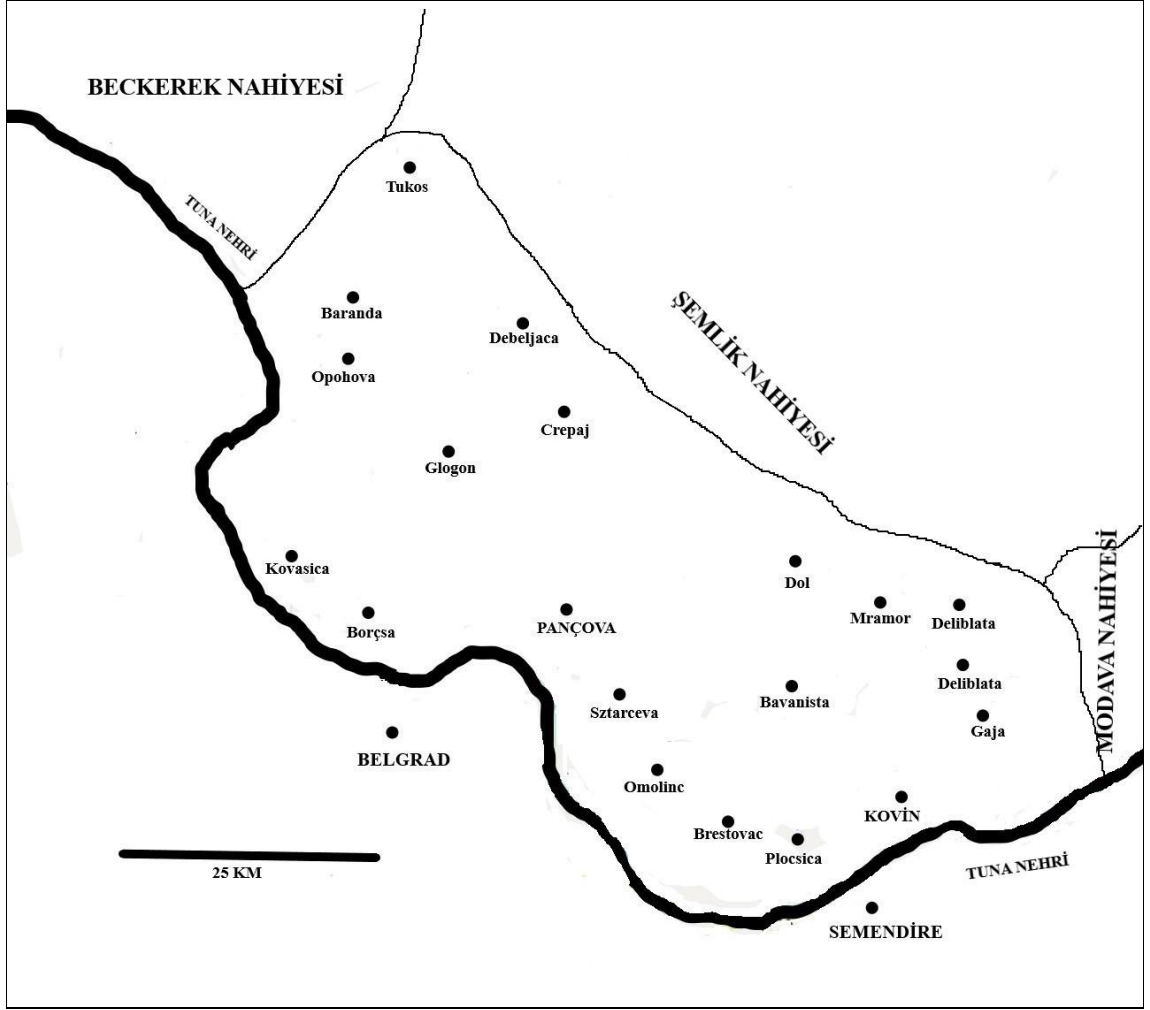 BECKEREK NAHİYESİ
Tukos
TUNA NEHRİ
Baranda
Debeljaca
ŞEMLİK NAHİYESİ
Opohova
Crepaj
Glogon
Kovasica
Dol
Mramor
Deliblata
MODAVA NAHİYESİ
Borçsa
PANÇOVA
Deliblata
Bavanista
Sztarceva
Gaja
BELGRAD
Omolinc
KOVİN
Brestovac
Plocsica
TUNA NEHRİ
25 KM
SEMENDİRE